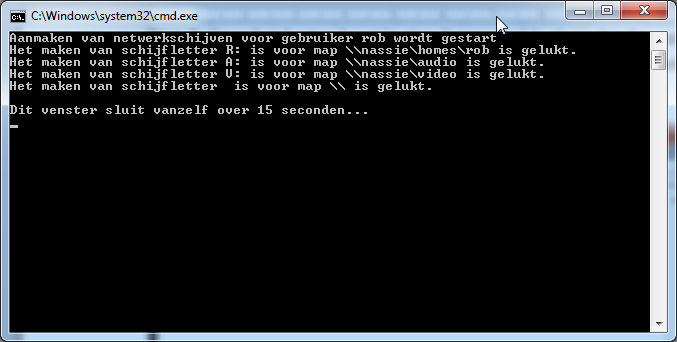 C:\Windows\system32\cmd.exe
Aanmaken van netwerkschijven voor gebruiker rob wordt gestart
Het maken van schijfletter R: is voor map \\nassie\homes\rob is gelukt.
Het maken van schijfletter A: is voor map \\nassie\audio is gelukt.
Het maken van schijfletter V: is voor map \\nassie\video is gelukt.
Het maken van schijfletter  is voor map \\ is gelukt.
Dit venster sluit vanzelf over 15 seconden...